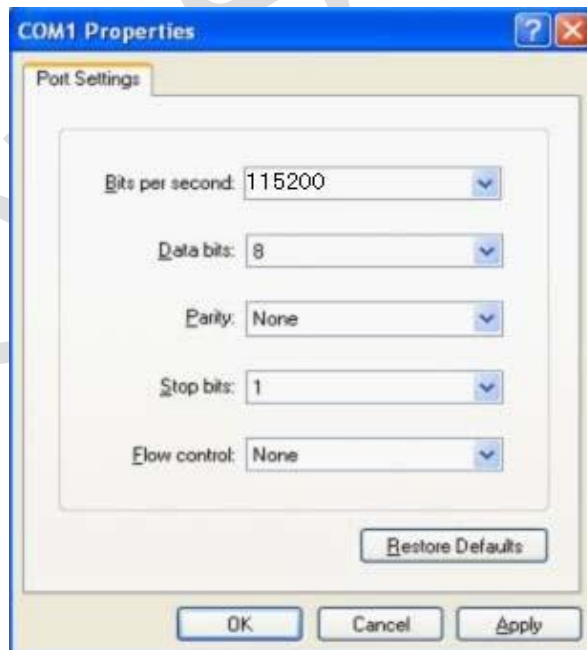 COM1 Properties
Port Settings
Bits per second: 115200
Data bits: 8
Parity: None
Stop bits: 1
Flow control: None
Restore Defaults
OK Cancel Apply